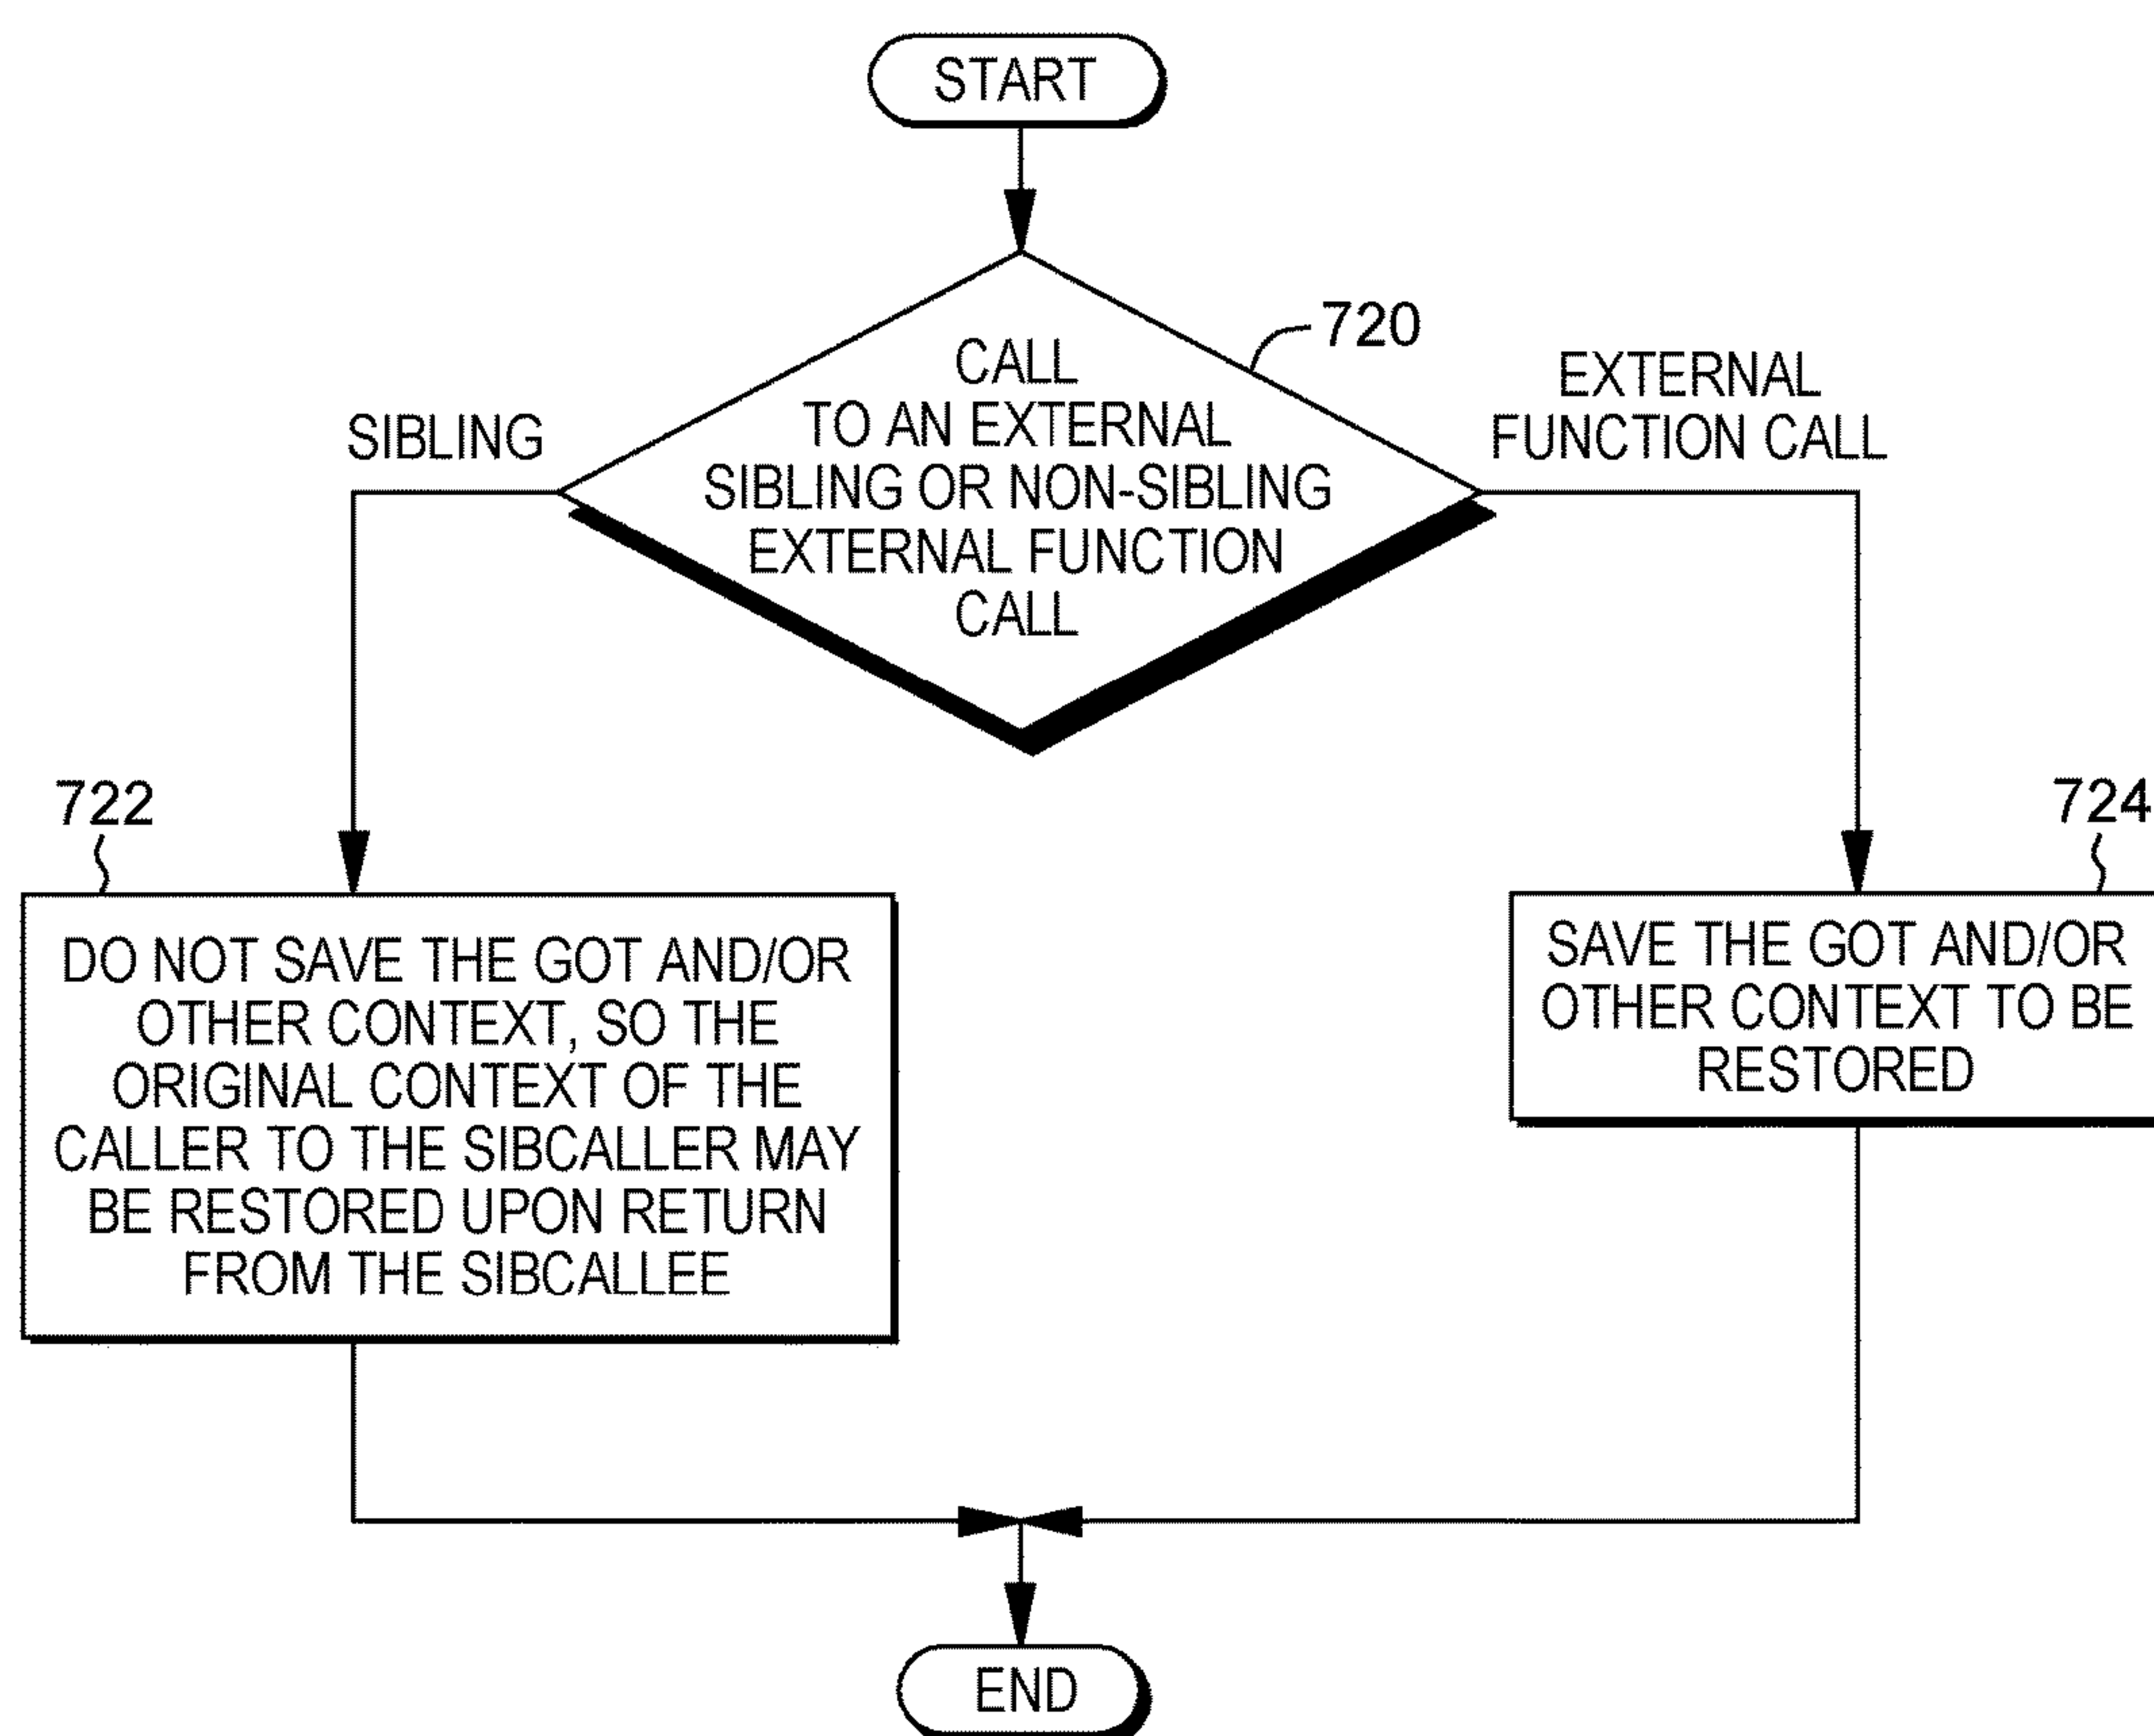 START
720
CALL
TO AN EXTERNAL
SIBLING OR NON-SIBLING
EXTERNAL FUNCTION
CALL
SIBLING
EXTERNAL
FUNCTION CALL
722
DO NOT SAVE THE GOT AND/OR
OTHER CONTEXT, SO THE
ORIGINAL CONTEXT OF THE
CALLER TO THE SIBCALLER MAY
BE RESTORED UPON RETURN
FROM THE SIBCALLEE
724
SAVE THE GOT AND/OR
OTHER CONTEXT TO BE
RESTORED
END